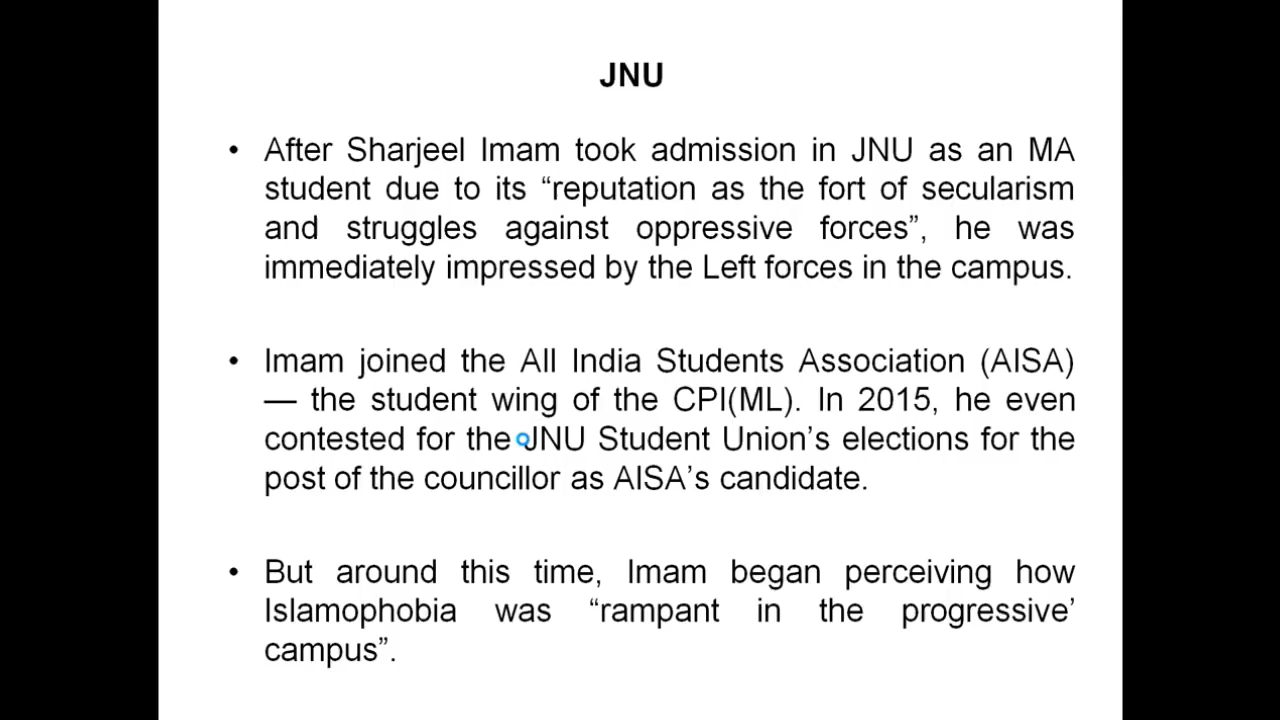 JNU
• After Sharjeel Imam took admission in JNU as an MA
student due to its “reputation as the fort of secularism
and struggles against oppressive forces”, he was
immediately impressed by the Left forces in the campus.
• Imam joined the All India Students Association (AISA)
— the student wing of the CPI(ML). In 2015, he even
contested for the JNU Student Union’s elections for the
post of the councillor as AISA’s candidate.
• But around this time, Imam began perceiving how
Islamophobia was “rampant in the progressive’
campus”.